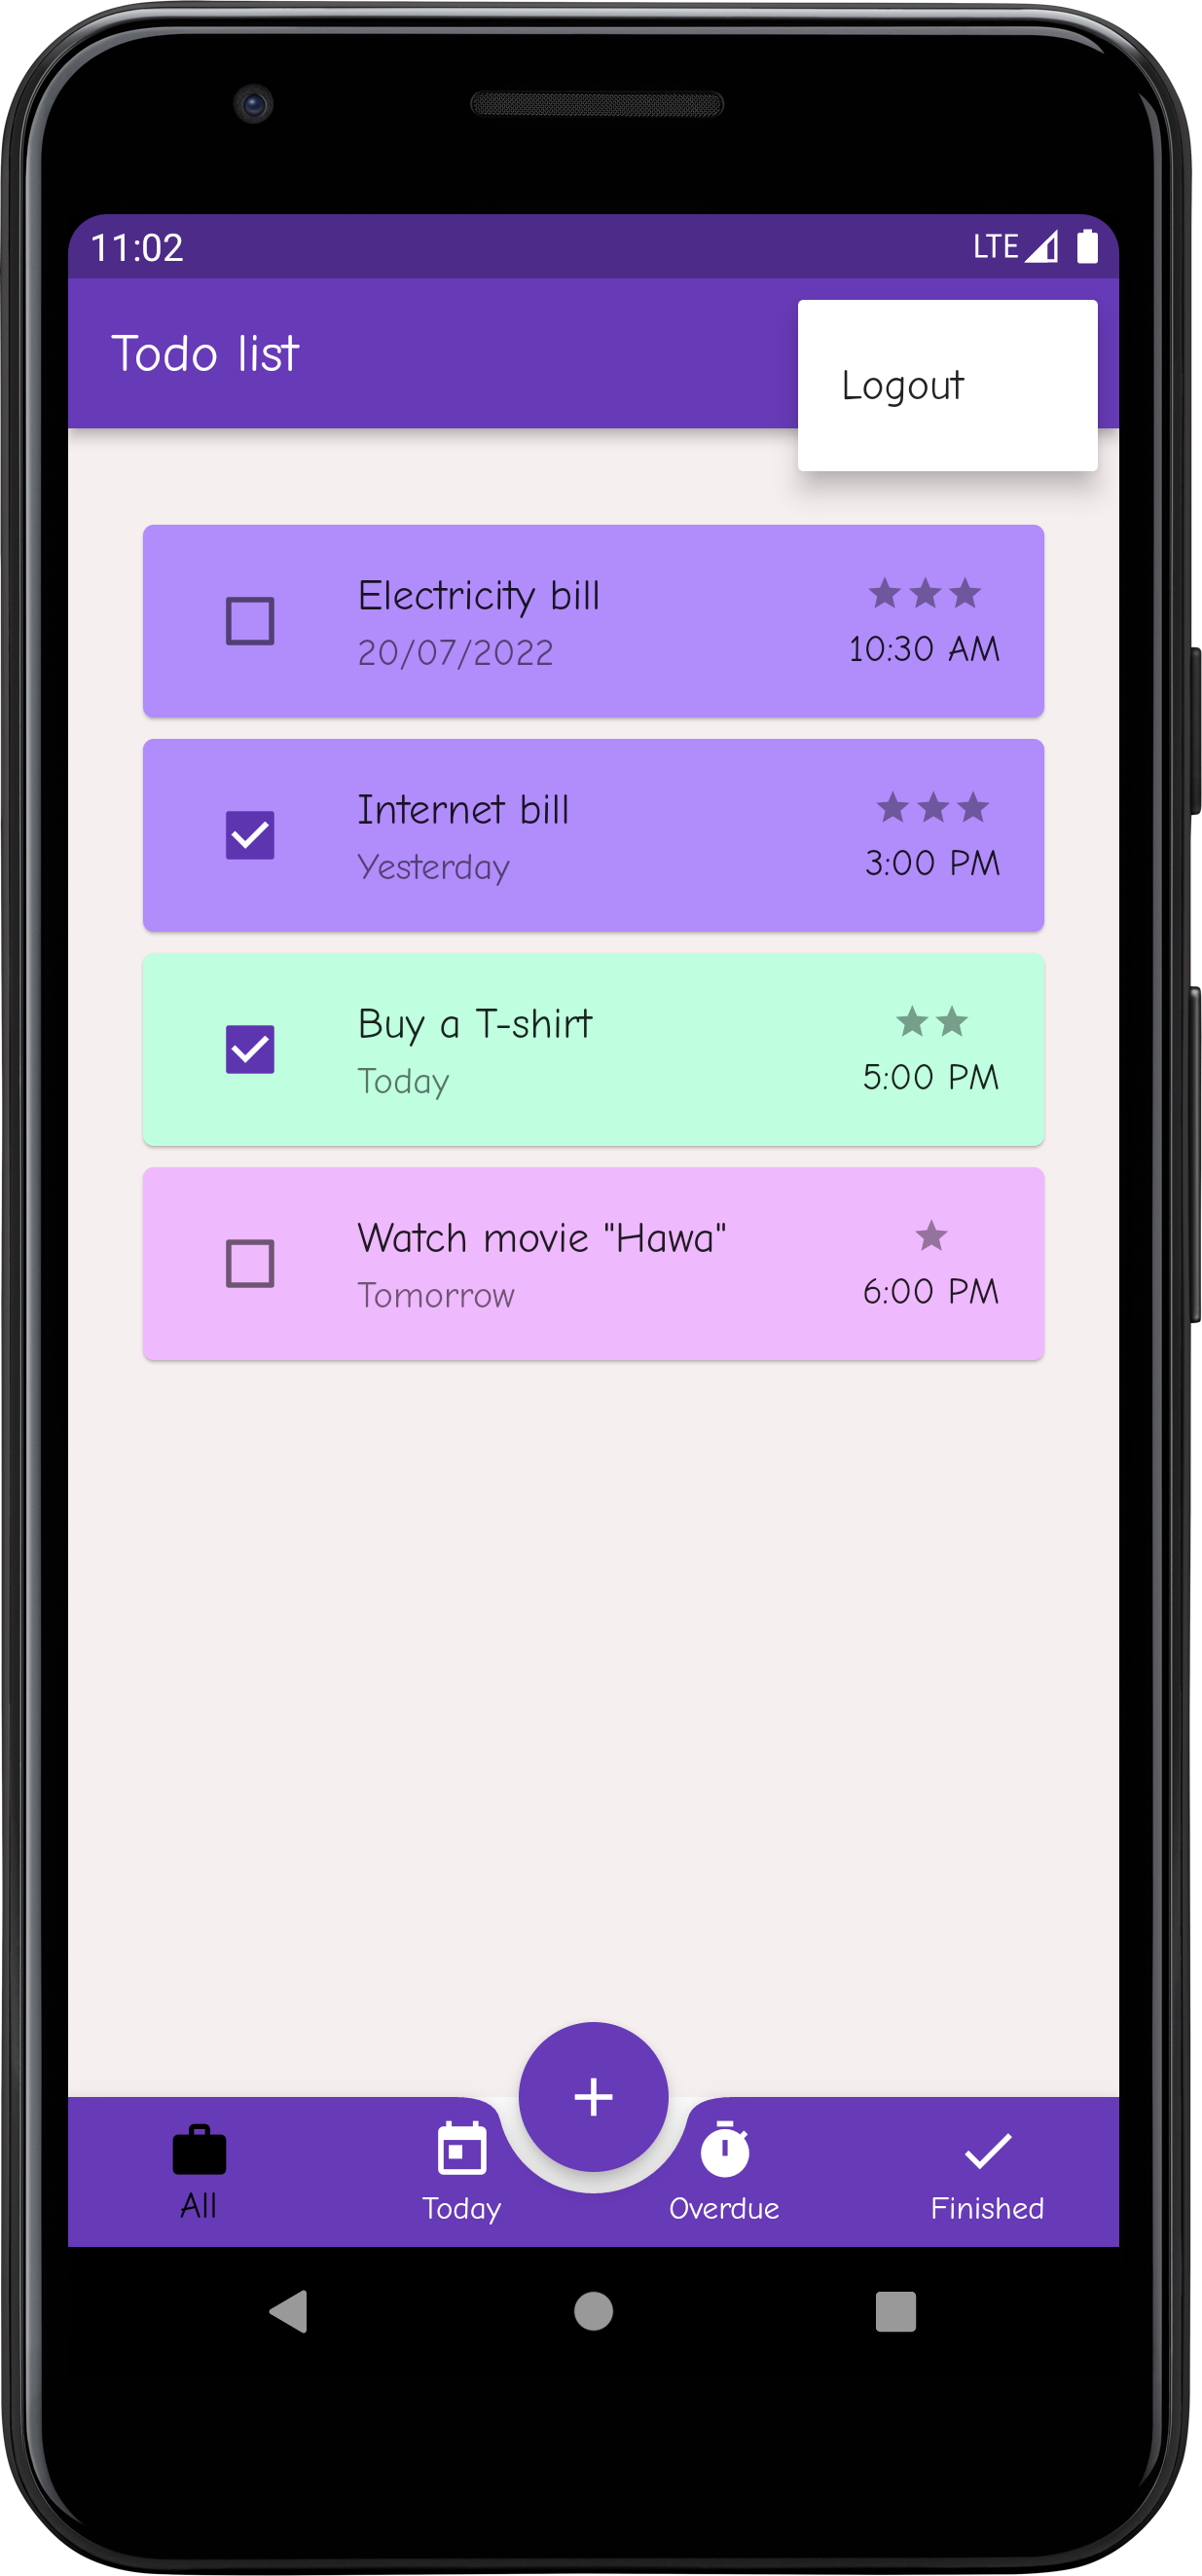 11:02
LTE
Todo list
Logout
Electricity bill
20/07/2022
10:30 AM
Internet bill
Yesterday
3:00 PM
Buy a T-shirt
Today
5:00 PM
Watch movie "Hawa"
Tomorrow
6:00 PM
All
Today
Overdue
Finished